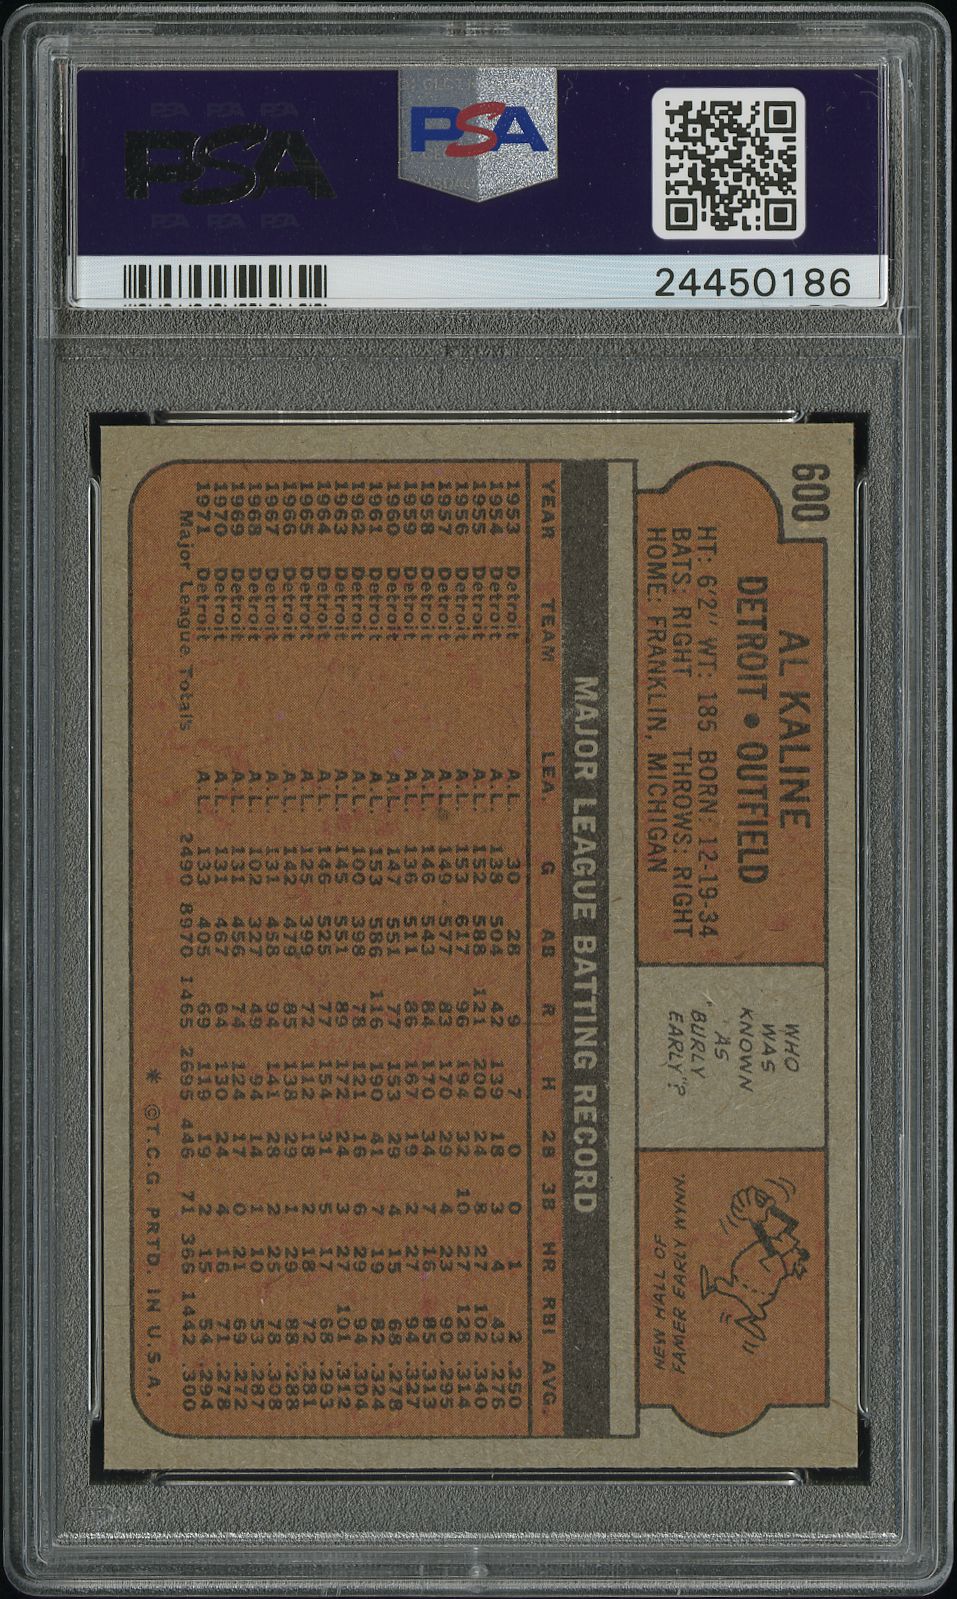 PSA PSA PSA
PSA
PSA PSA PSA
PSA
24450186
600
AL KALINE
DETROIT • OUTFIELD
HT: 6'2" WT: 185 BORN: 12-19-34
BATS: RIGHT THROWS: RIGHT
HOME: FRANKLIN, MICHIGAN
WHO
WAS
KNOWN
AS
"BURLY
EARLY"?
NEW HALL OF
FAMER EARLY WYNN.
MAJOR LEAGUE BATTING RECORD
YEAR TEAM LEA. G AB R H 2B 3B HR RBI AVG.
1953 Detroit A.L. 30 28 9 7 0 0 1 2 .250
1954 Detroit A.L. 138 504 42 139 18 3 4 43 .276
1955 Detroit A.L. 152 588 121 200 24 8 27 102 .340
1956 Detroit A.L. 153 617 96 194 32 10 27 128 .314
1957 Detroit A.L. 149 577 83 170 29 4 23 90 .295
1958 Detroit A.L. 146 543 84 170 34 7 16 85 .313
1959 Detroit A.L. 136 511 86 167 19 2 27 94 .327
1960 Detroit A.L. 147 551 77 153 29 4 15 68 .278
1961 Detroit A.L. 153 586 116 190 41 7 19 82 .324
1962 Detroit A.L. 100 398 78 121 16 6 29 94 .304
1963 Detroit A.L. 145 551 89 172 24 3 27 101 .312
1964 Detroit A.L. 146 525 77 154 31 5 17 68 .293
1965 Detroit A.L. 125 399 72 112 18 2 18 72 .281
1966 Detroit A.L. 142 479 85 138 29 1 29 88 .288
1967 Detroit A.L. 131 458 94 141 28 2 25 78 .308
1968 Detroit A.L. 102 327 49 94 14 1 10 53 .287
1969 Detroit A.L. 131 456 74 124 17 0 21 69 .272
1970 Detroit A.L. 131 467 64 130 24 4 16 71 .278
1971 Detroit A.L. 133 405 69 119 19 2 15 54 .294
Major League Totals 2490 8970 1465 2695 446 71 366 1442 .300
* ©T.C.G. PRTD. IN U.S.A.